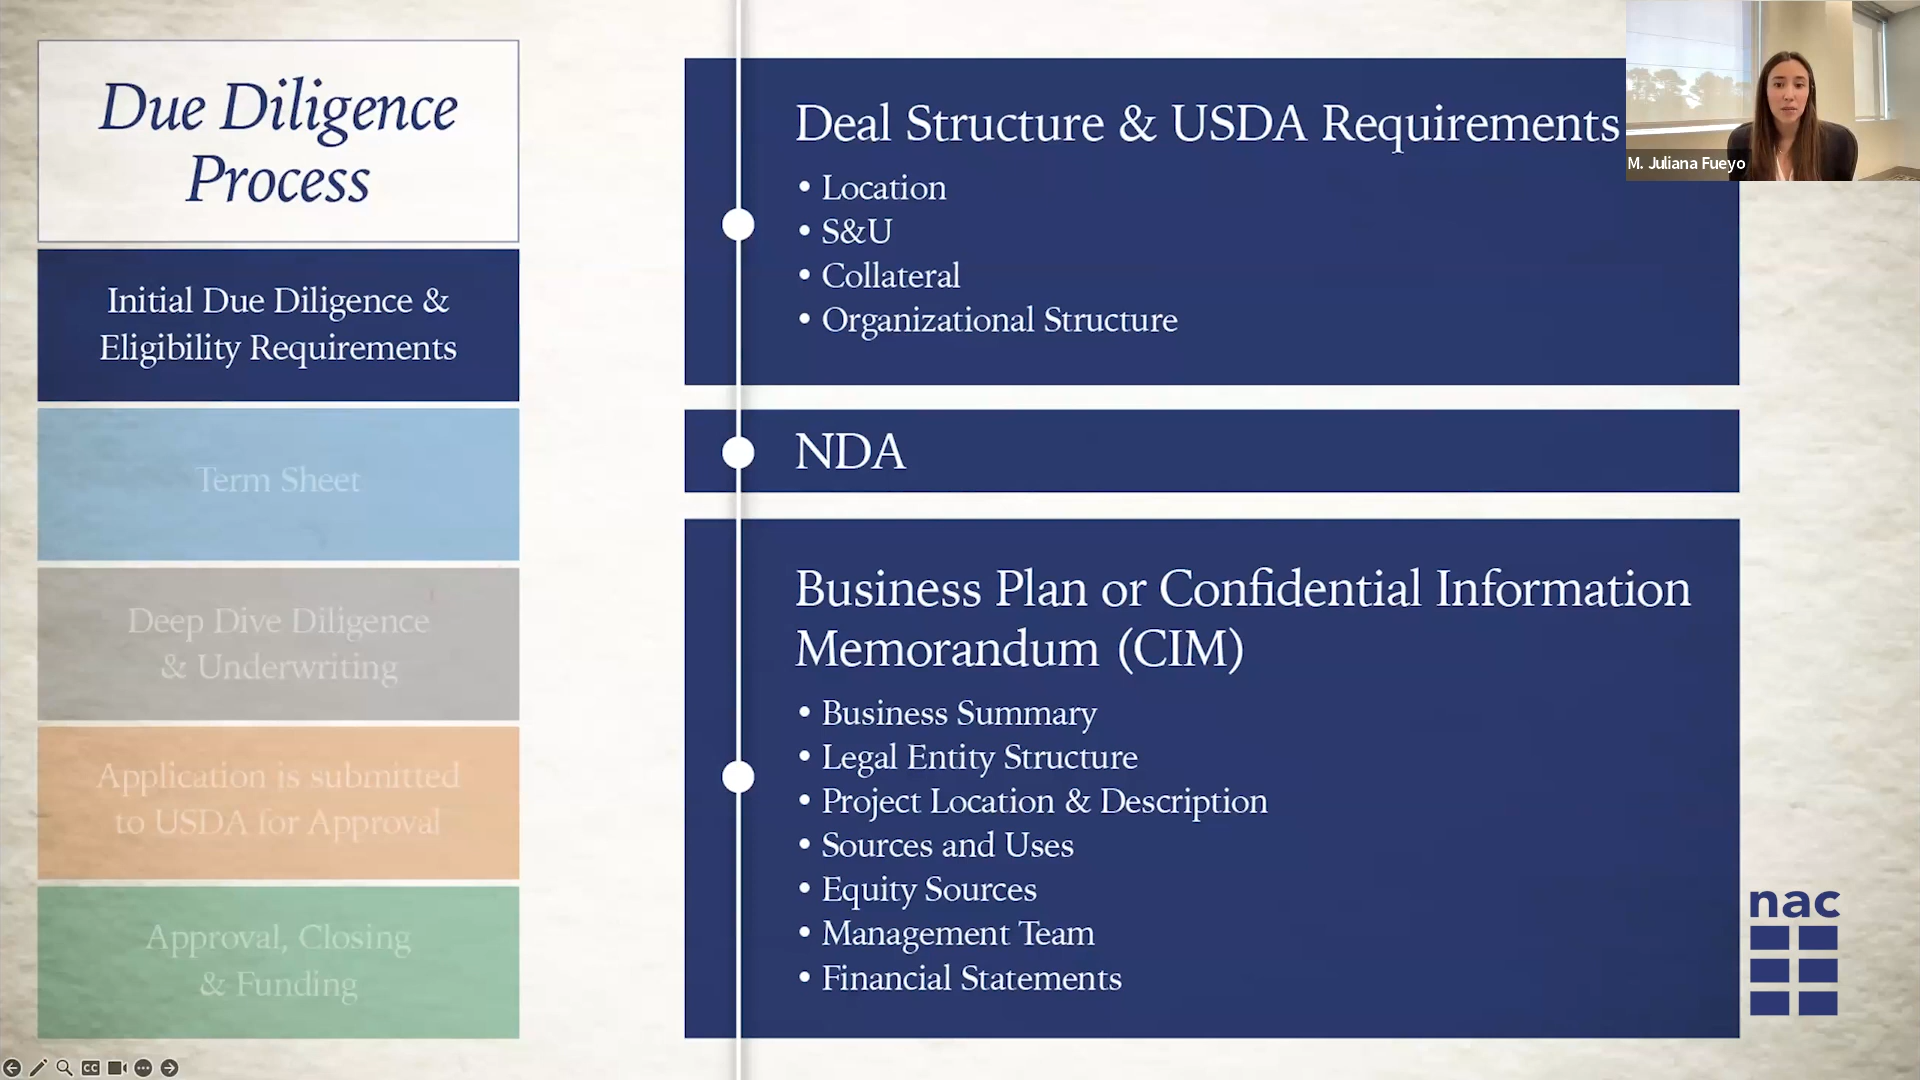 Due Diligence
Process
Initial Due Diligence &
Eligibility Requirements
Term Sheet
Deep Dive Diligence
& Underwriting
Application is submitted
to USDA for Approval
Approval, Closing
& Funding
Deal Structure & USDA Requirements
• Location
• S&U
• Collateral
• Organizational Structure
NDA
Business Plan or Confidential Information
Memorandum (CIM)
• Business Summary
• Legal Entity Structure
• Project Location & Description
• Sources and Uses
• Equity Sources
• Management Team
• Financial Statements
M. Juliana Fueyo
nac
CC